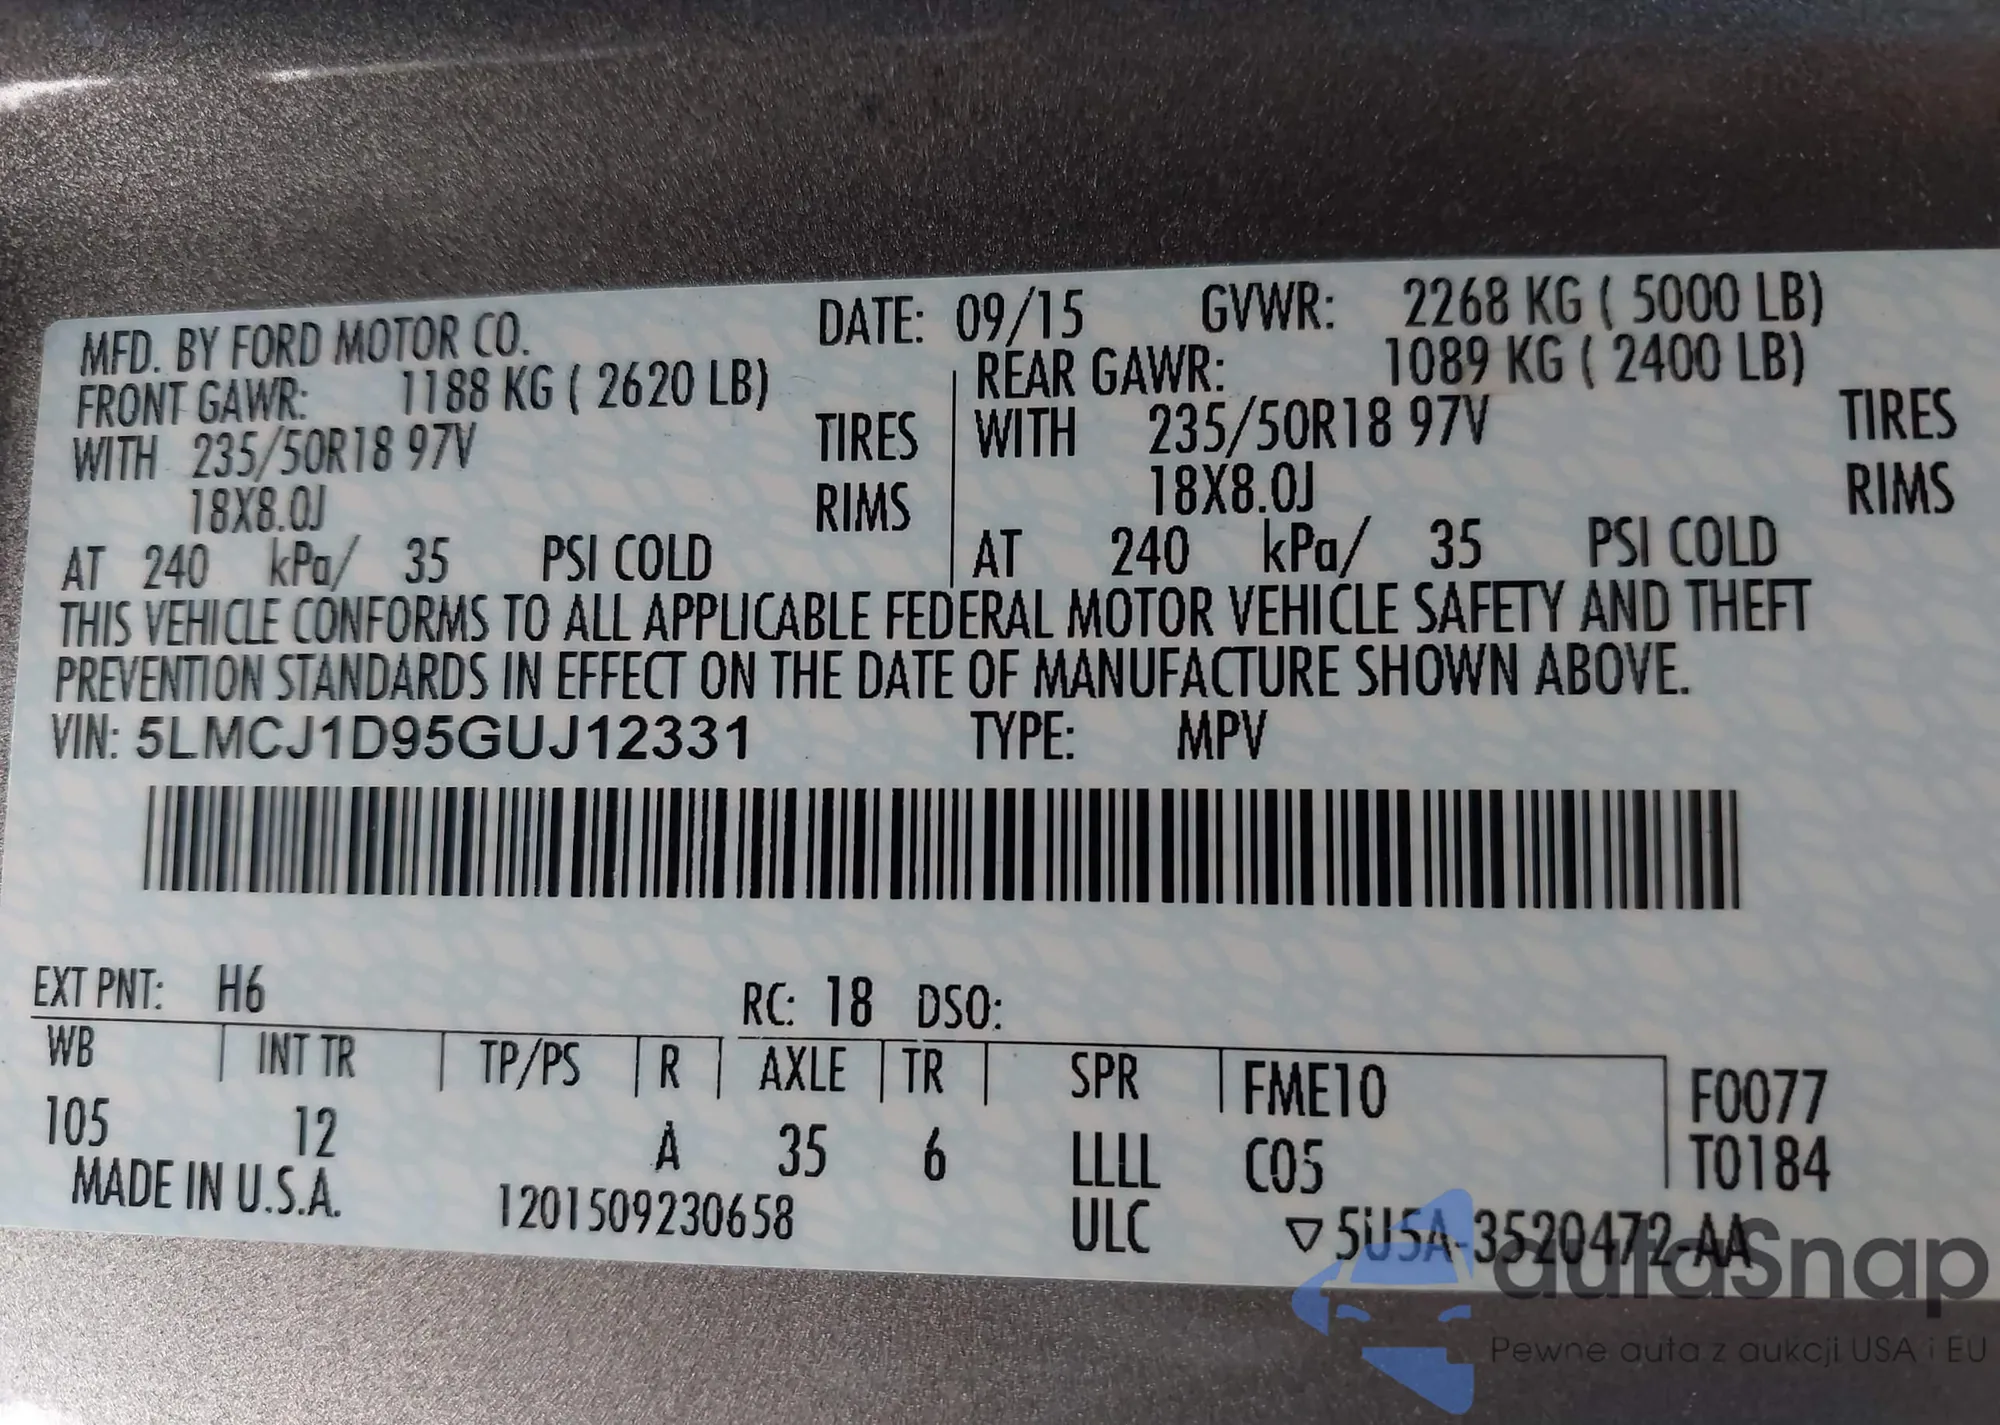 MFD. BY FORD MOTOR CO. DATE: 09/15 GVWR: 2268 KG ( 5000 LB)
FRONT GAWR: 1188 KG ( 2620 LB) REAR GAWR: 1089 KG ( 2400 LB)
WITH 235/50R18 97V TIRES WITH 235/50R18 97V TIRES
18X8.0J RIMS 18X8.0J RIMS
AT 240 kPa/ 35 PSI COLD AT 240 kPa/ 35 PSI COLD
THIS VEHICLE CONFORMS TO ALL APPLICABLE FEDERAL MOTOR VEHICLE SAFETY AND THEFT
PREVENTION STANDARDS IN EFFECT ON THE DATE OF MANUFACTURE SHOWN ABOVE.
VIN: 5LMCJ1D95GUJ12331 TYPE: MPV
EXT PNT: H6 RC: 18 DSO:
WB INT TR TP/PS R AXLE TR SPR FME10 F0077
105 12 A 35 6 LLLL C05 T0184
MADE IN U.S.A. 1201509230658 ULC ▽ 5U5A-3520472-AA
autoSnap
Pewne auta z aukcji USA i EU